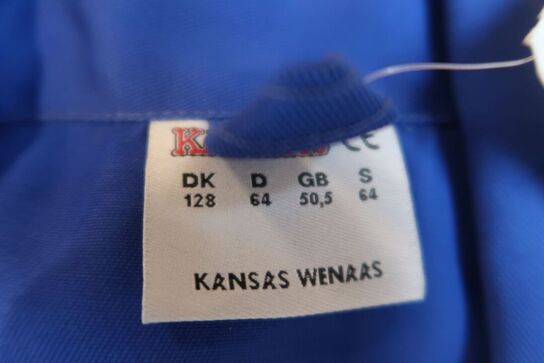 CE
DK D GB S
128 64 50,5 64
KANSAS WENAAS